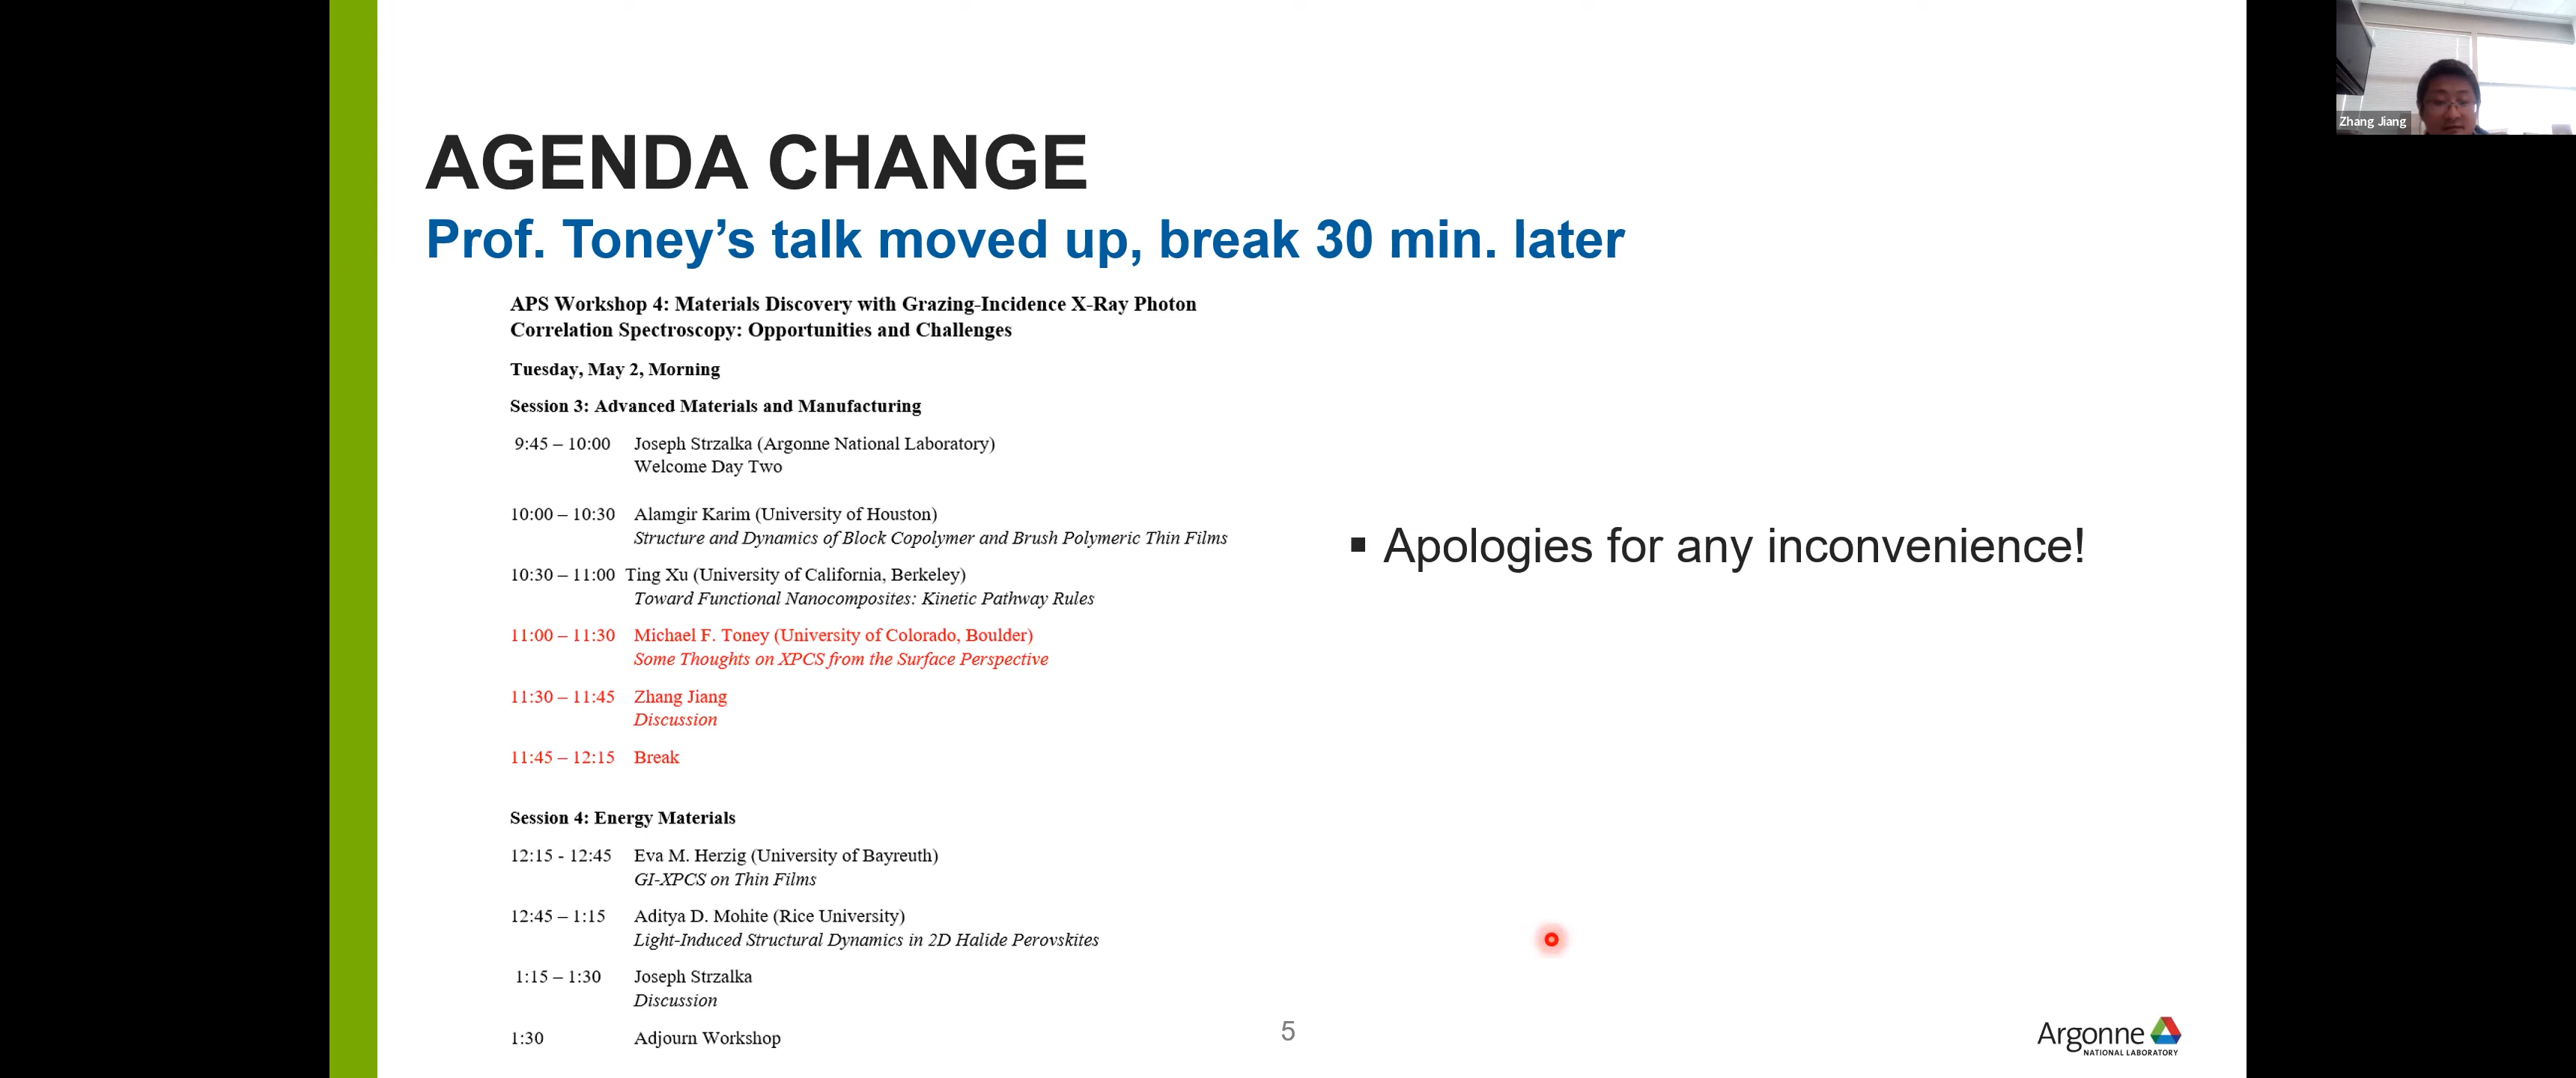 AGENDA CHANGE
Prof. Toney’s talk moved up, break 30 min. later
APS Workshop 4: Materials Discovery with Grazing-Incidence X-Ray Photon
Correlation Spectroscopy: Opportunities and Challenges
Tuesday, May 2, Morning
Session 3: Advanced Materials and Manufacturing
9:45 – 10:00 Joseph Strzalka (Argonne National Laboratory)
Welcome Day Two
10:00 – 10:30 Alamgir Karim (University of Houston)
Structure and Dynamics of Block Copolymer and Brush Polymeric Thin Films
10:30 – 11:00 Ting Xu (University of California, Berkeley)
Toward Functional Nanocomposites: Kinetic Pathway Rules
11:00 – 11:30 Michael F. Toney (University of Colorado, Boulder)
Some Thoughts on XPCS from the Surface Perspective
11:30 – 11:45 Zhang Jiang
Discussion
11:45 – 12:15 Break
Session 4: Energy Materials
12:15 - 12:45 Eva M. Herzig (University of Bayreuth)
GI-XPCS on Thin Films
12:45 – 1:15 Aditya D. Mohite (Rice University)
Light-Induced Structural Dynamics in 2D Halide Perovskites
1:15 – 1:30 Joseph Strzalka
Discussion
1:30 Adjourn Workshop
▪ Apologies for any inconvenience!
5
Argonne
NATIONAL LABORATORY
Zhang Jiang